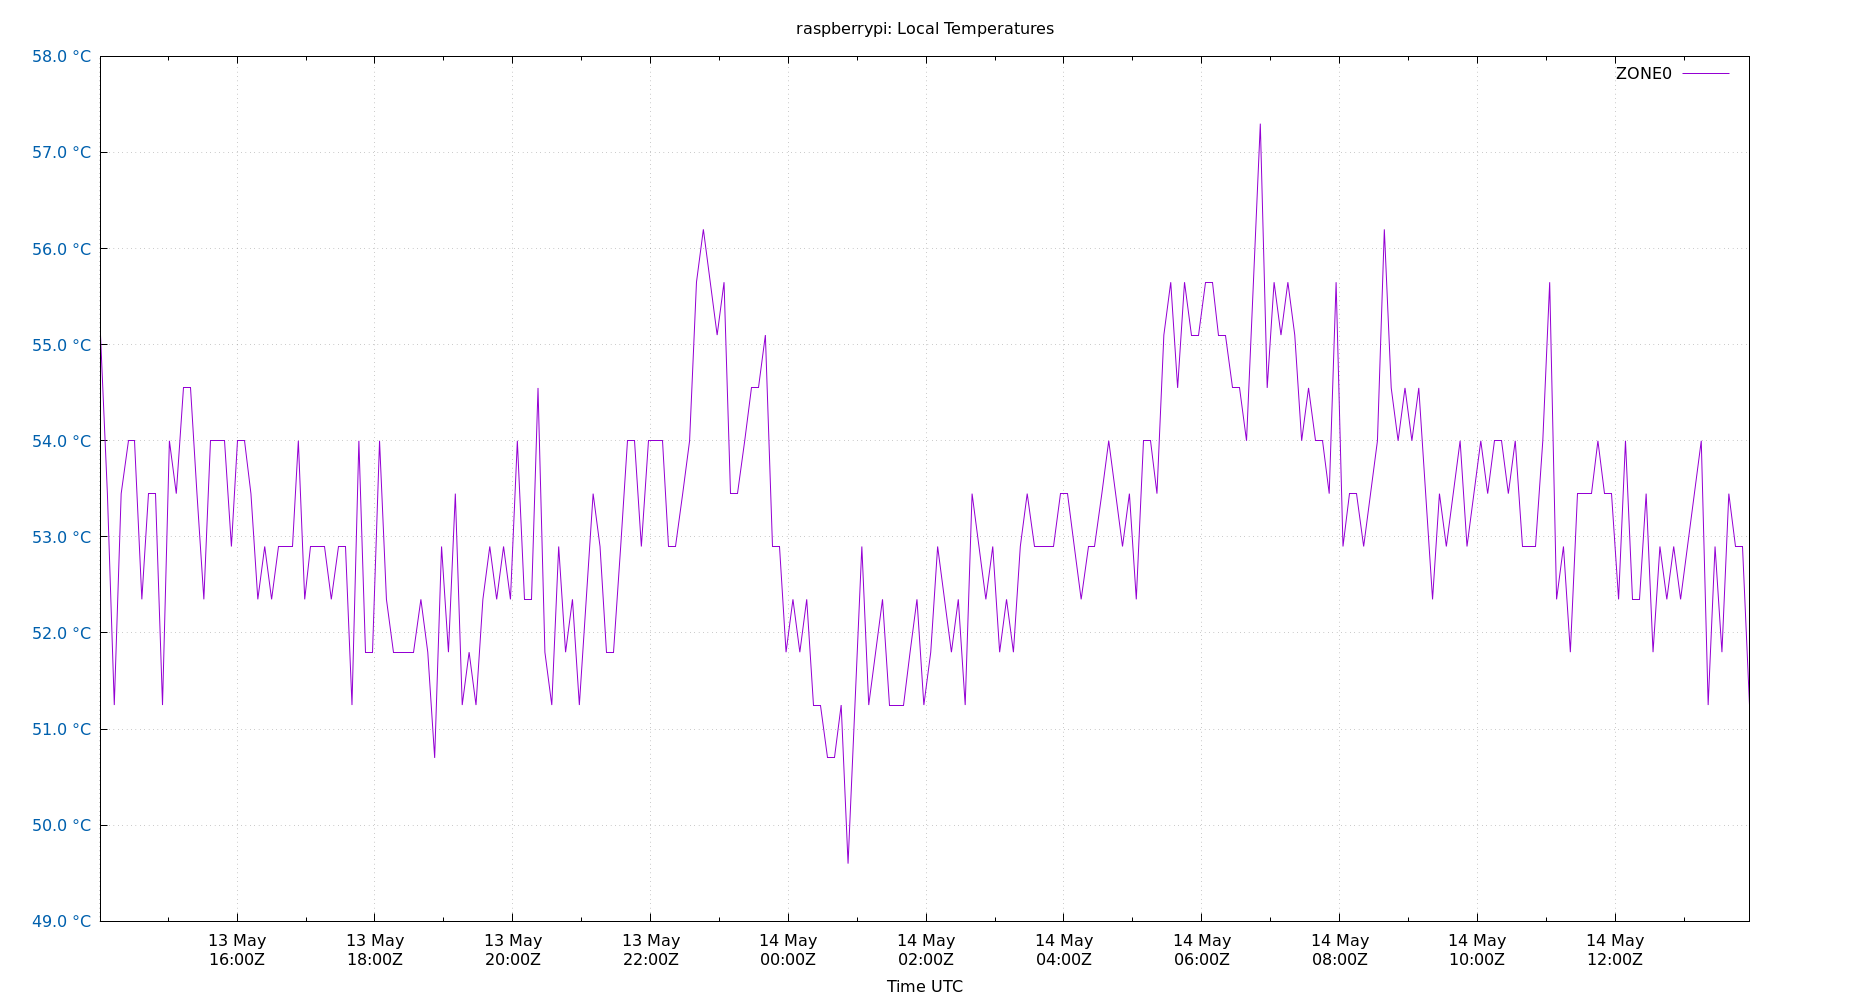 raspberrypi: Local Temperatures
58.0 °C
ZONE0
57.0 °C
56.0 °C
55.0 °C
54.0 °C
53.0 °C
52.0 °C
51.0 °C
50.0 °C
49.0 °C
13 May 13 May 13 May 13 May 14 May 14 May 14 May 14 May 14 May 14 May 14 May
16:00Z 18:00Z 20:00Z 22:00Z 00:00Z 02:00Z 04:00Z 06:00Z 08:00Z 10:00Z 12:00Z
Time UTC